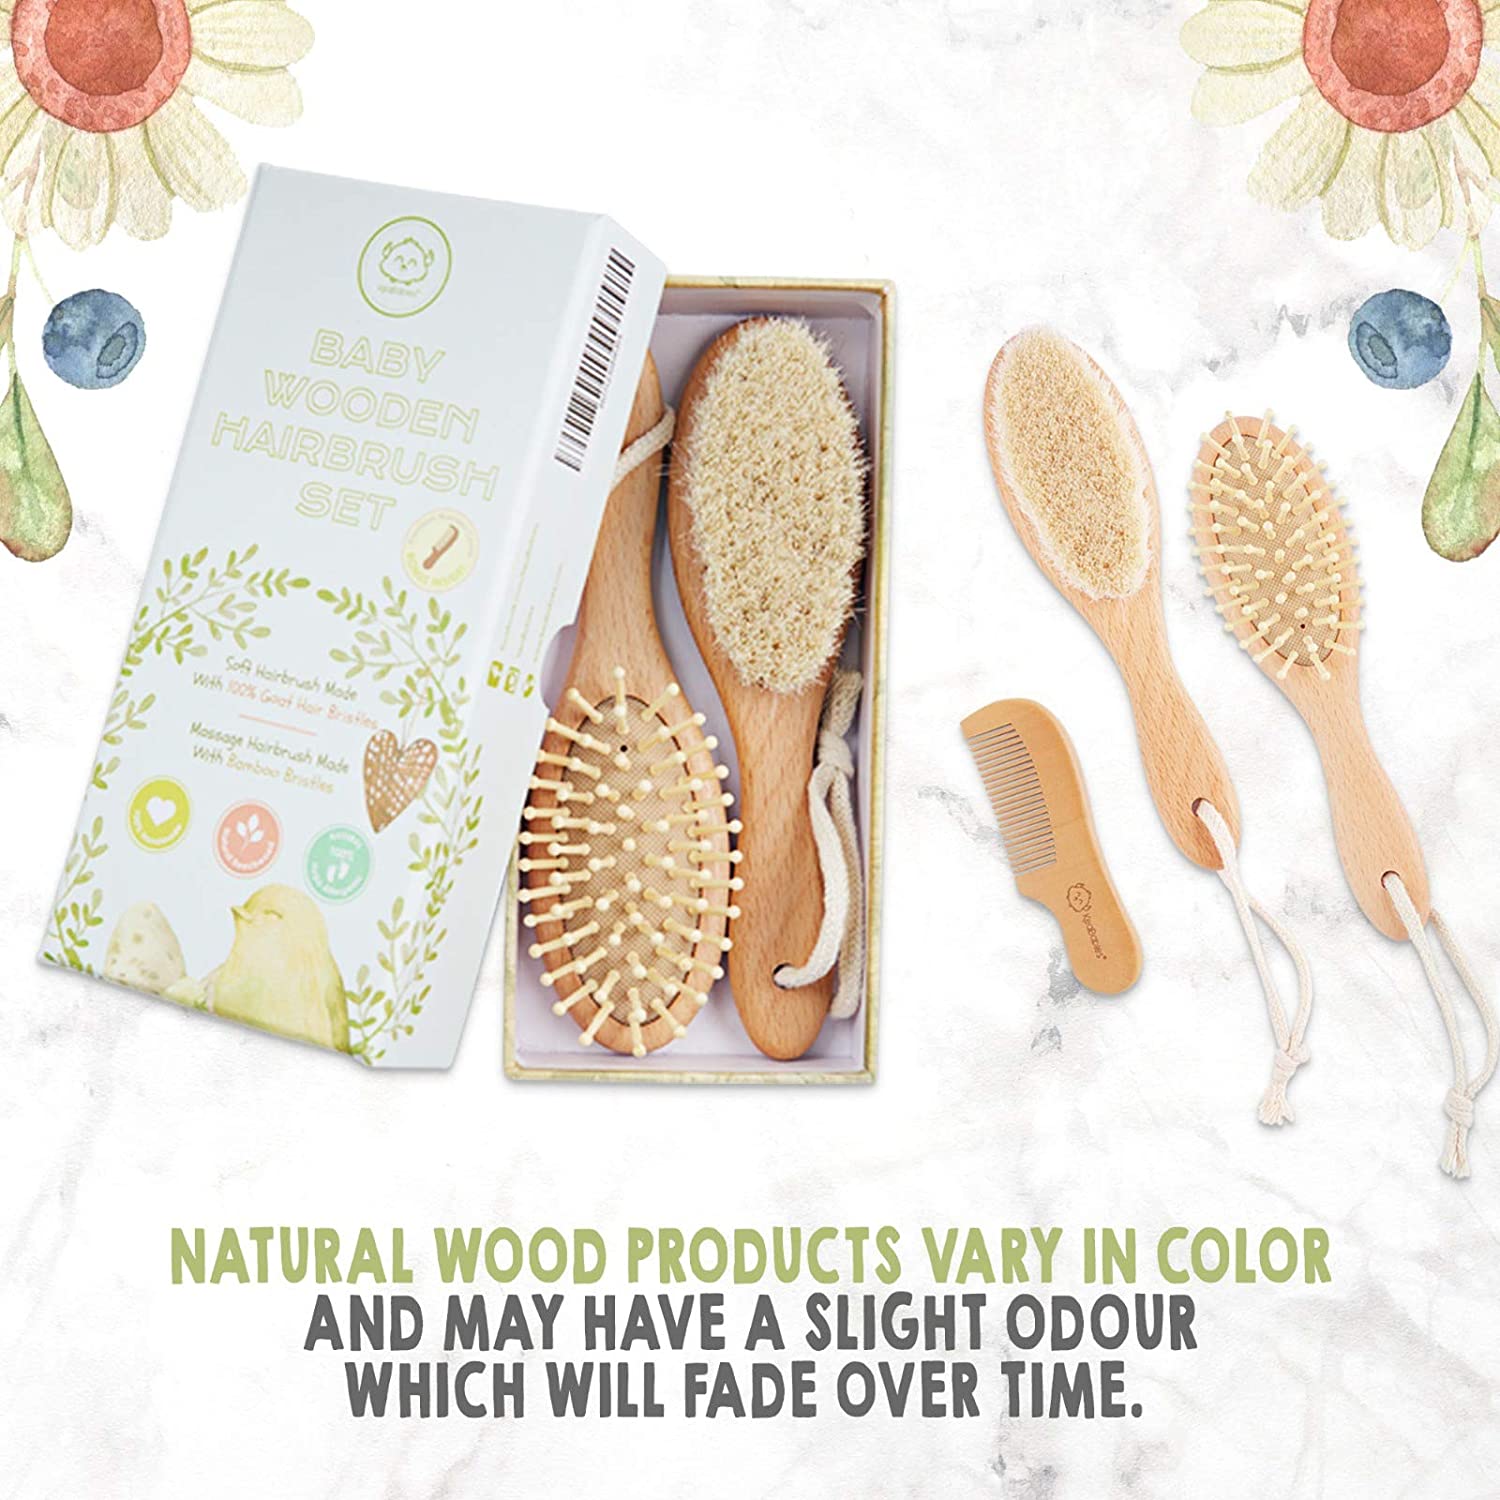 BABY
WOODEN
HAIRBRUSH
SET
Soft Hairbrush Made
With 100% Goat Hair Bristles
Massage Hairbrush Made
With Bamboo Bristles
KeaBabies
NATURAL WOOD PRODUCTS VARY IN COLOR
AND MAY HAVE A SLIGHT ODOUR
WHICH WILL FADE OVER TIME.